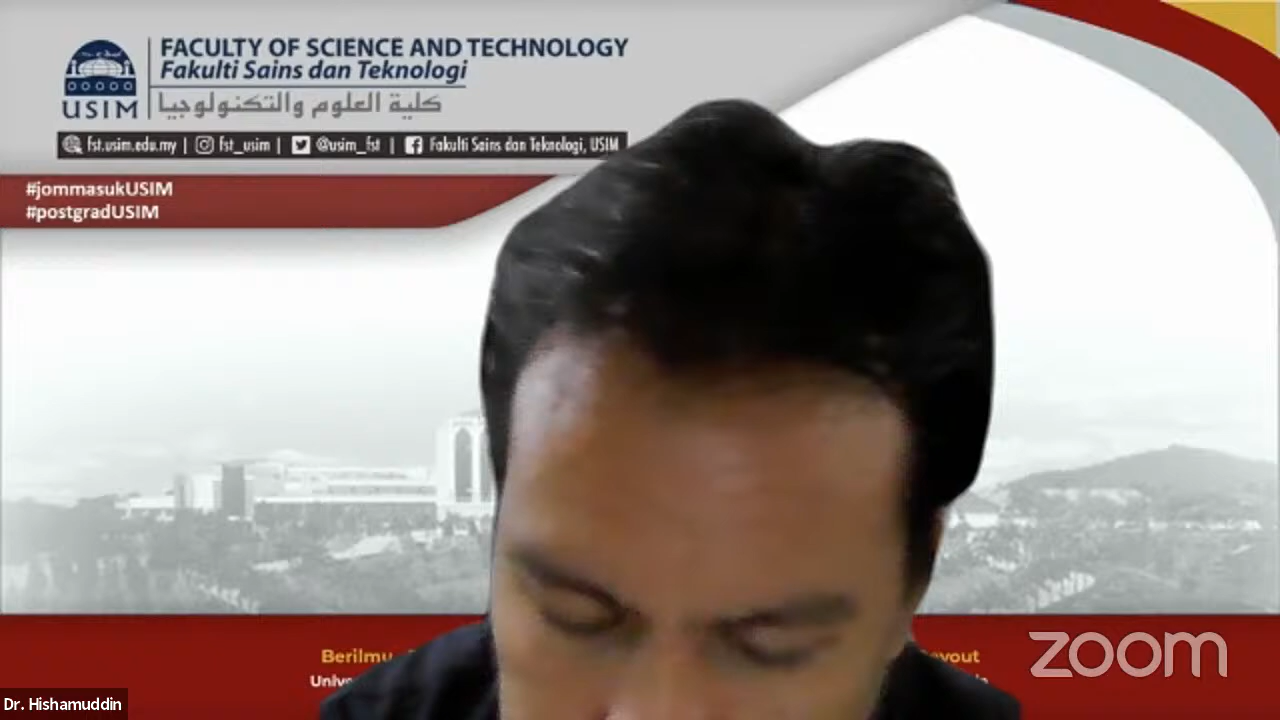 FACULTY OF SCIENCE AND TECHNOLOGY
Fakulti Sains dan Teknologi
كلية العلوم والتكنولوجيا
USIM
fst.usim.edu.my | fst_usim | @usim_fst | Fakulti Sains dan Teknologi, USIM
#jommasukUSIM
#postgradUSIM
zoom
Berilmu
Dr. Hishamuddin